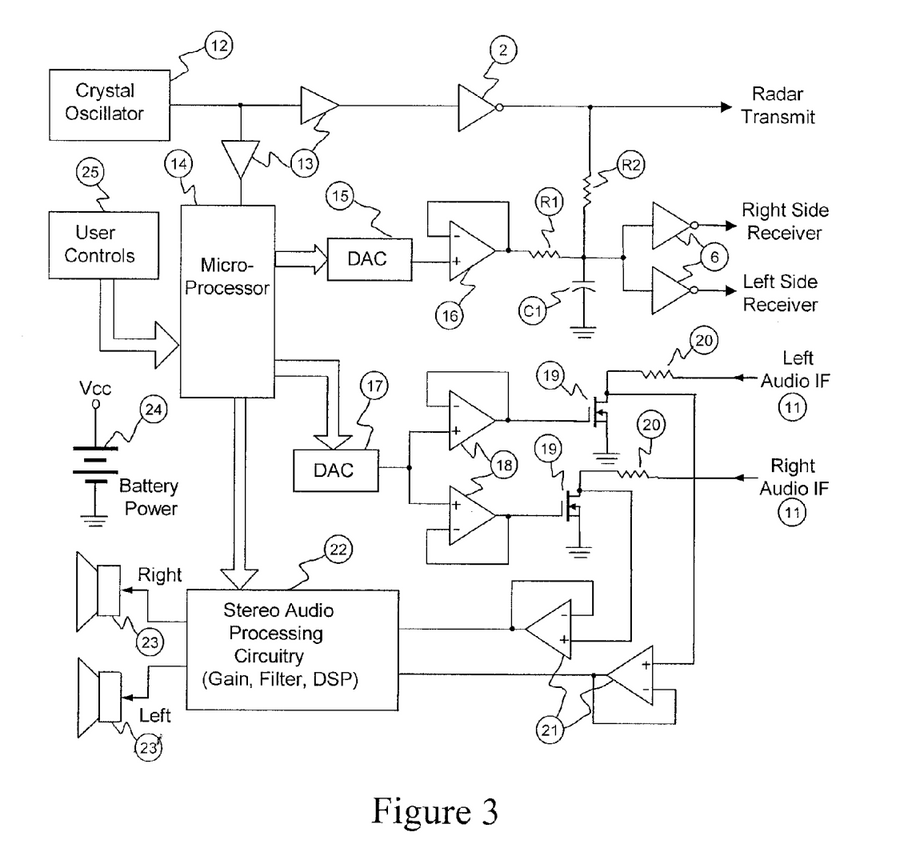 12
2
Crystal
Oscillator
Radar
Transmit
13
25
14
15
R1
R2
User
Controls
Micro-
Processor
DAC
-
+
16
C1
Right Side
Receiver
6
Left Side
Receiver
20
Left
Audio IF
11
19
Vcc
24
Battery
Power
17
DAC
-
+
18
+
-
19
20
Right
Audio IF
11
22
Right
23
Stereo Audio
Processing
Circuitry
(Gain, Filter, DSP)
-
+
+
-
21
Left
23
Figure 3